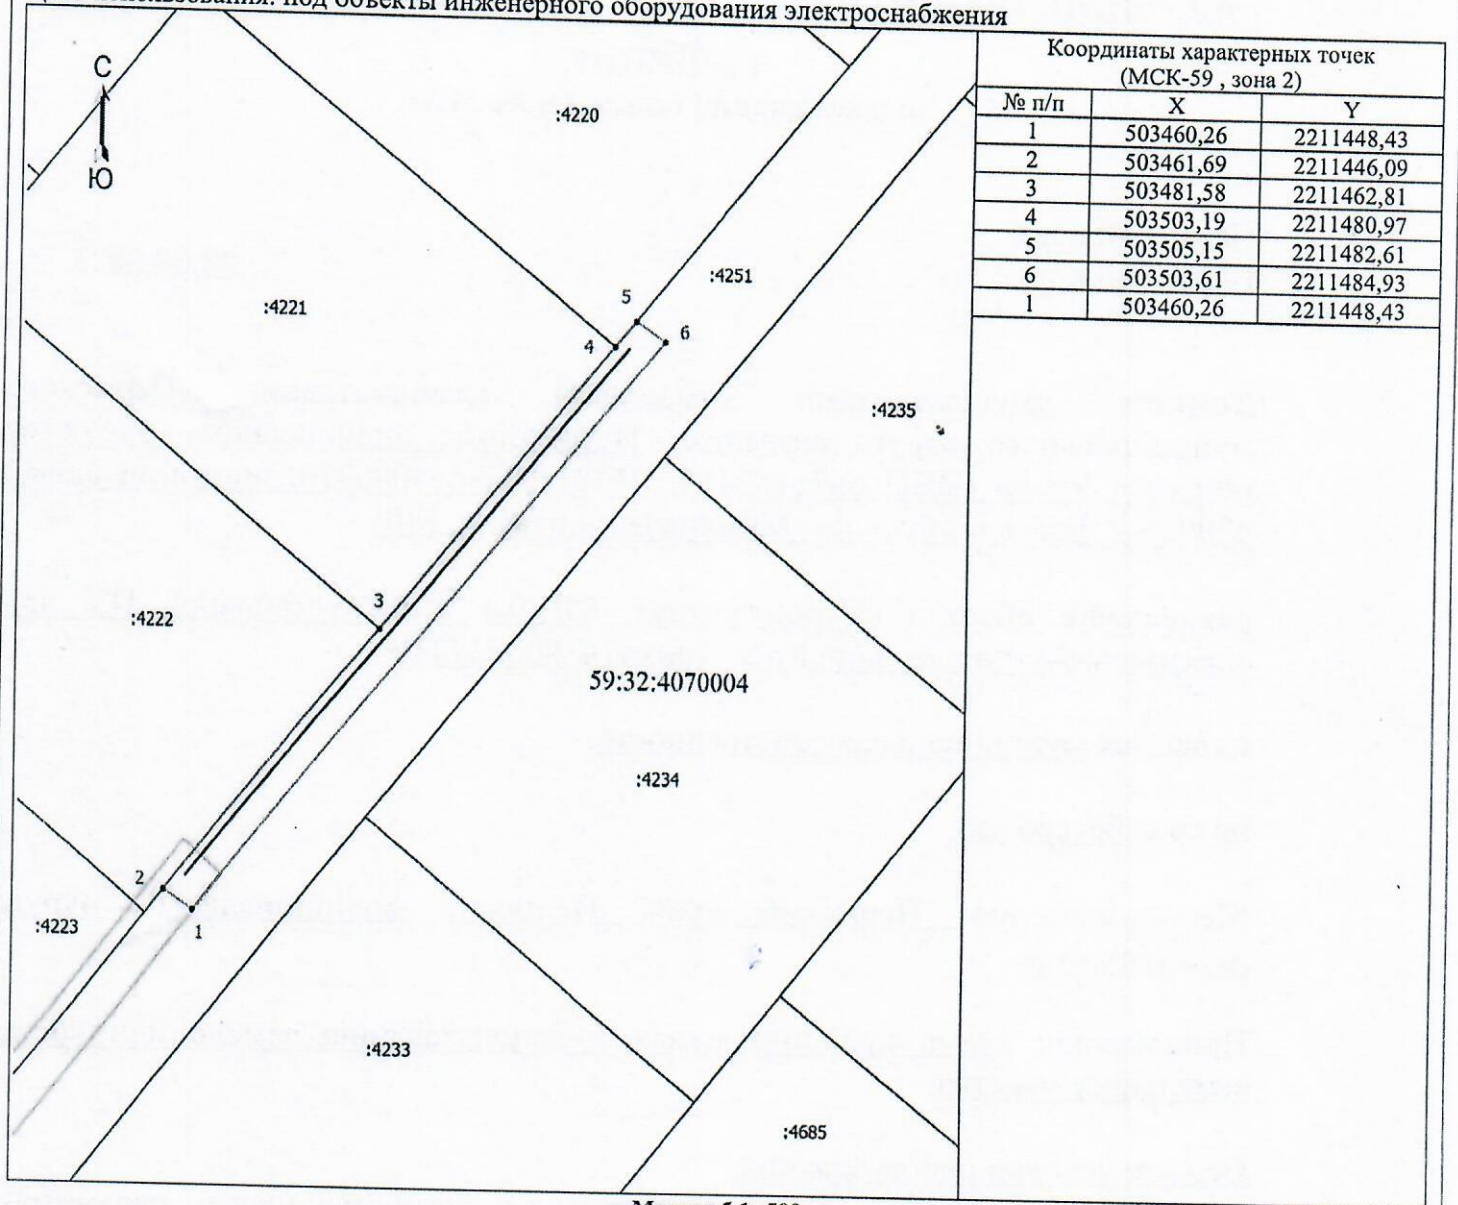 использования: под объекты инженерного оборудования электроснабжения
Координаты характерных точек
(МСК-59 , зона 2)
№ п/п X Y
1 503460,26 2211448,43
2 503461,69 2211446,09
3 503481,58 2211462,81
4 503503,19 2211480,97
5 503505,15 2211482,61
6 503503,61 2211484,93
1 503460,26 2211448,43
С
Ю
:4220
:4251
:4221
5
6
4
:4235
3
:4222
59:32:4070004
:4234
2
1
:4223
:4233
:4685